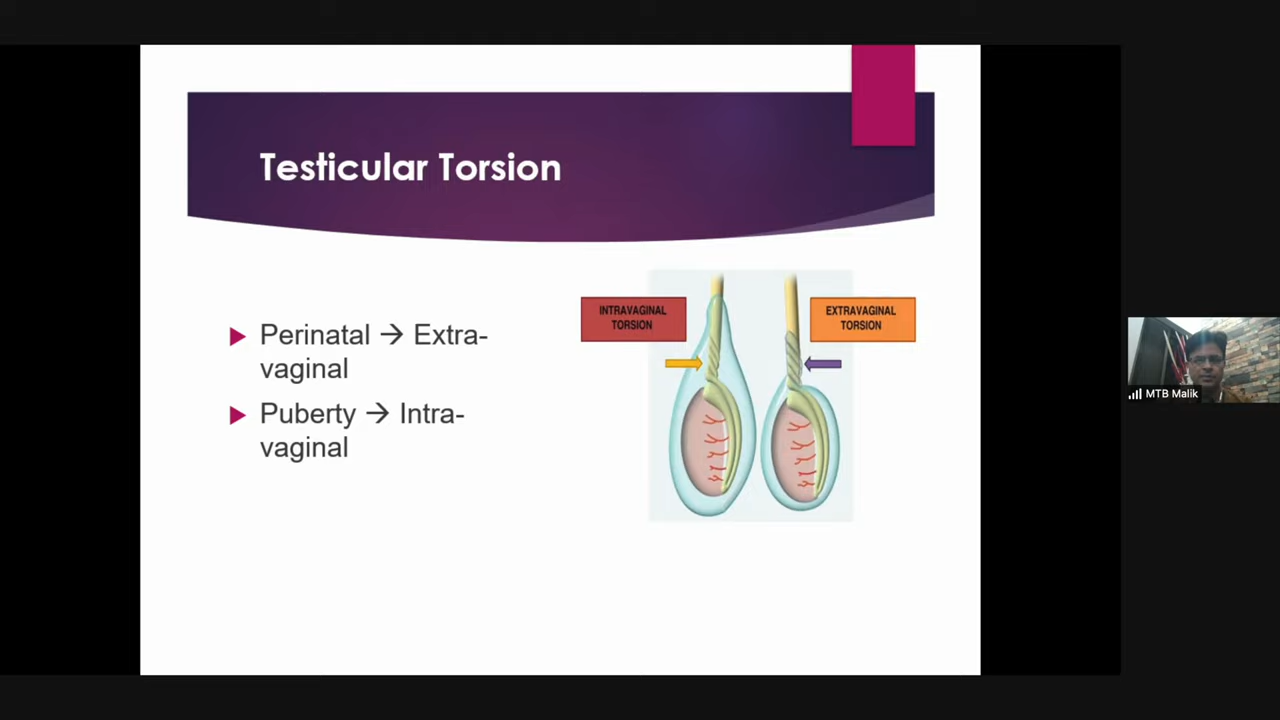 Testicular Torsion
Perinatal → Extra-
vaginal
Puberty → Intra-
vaginal
INTRAVAGINAL
TORSION
EXTRAVAGINAL
TORSION
MTB Malik